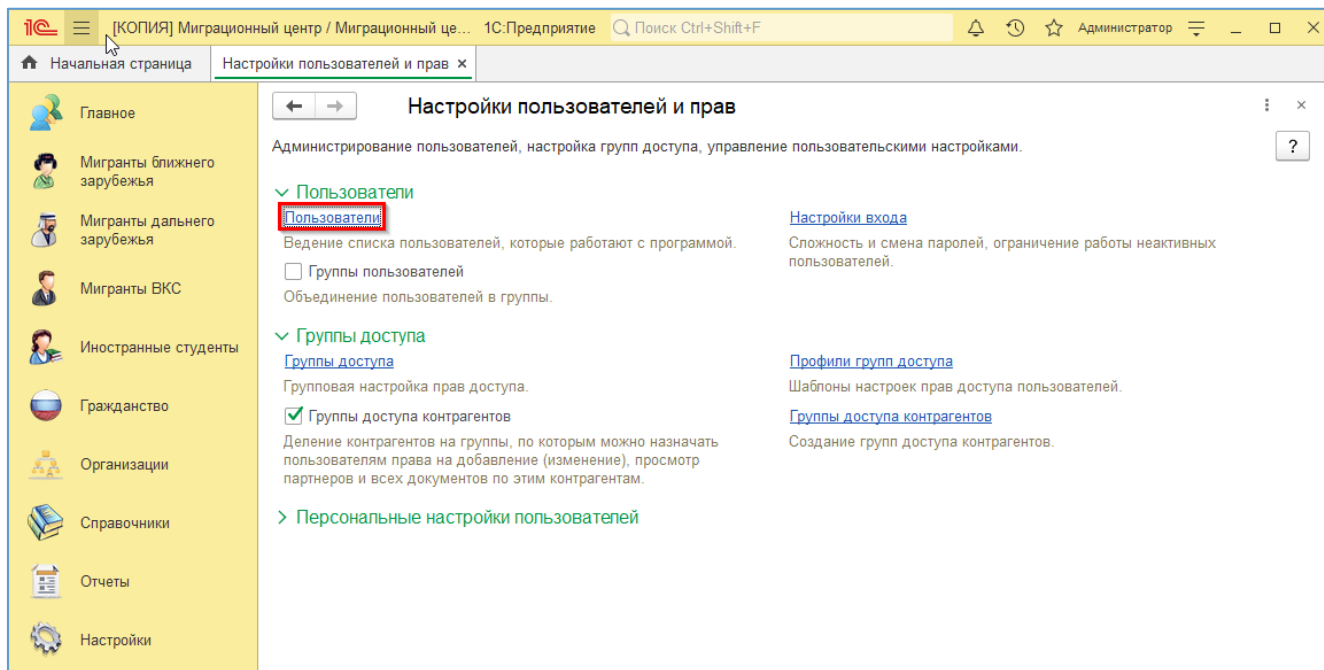 1С [КОПИЯ] Миграционный центр / Миграционный це... 1С:Предприятие Поиск Ctrl+Shift+F Администратор
Начальная страница Настройки пользователей и прав ×
Главное
Мигранты ближнего
зарубежья
Мигранты дальнего
зарубежья
Мигранты ВКС
Иностранные студенты
Гражданство
Организации
Справочники
Отчеты
Настройки
Настройки пользователей и прав
Администрирование пользователей, настройка групп доступа, управление пользовательскими настройками. ?
Пользователи
Пользователи
Ведение списка пользователей, которые работают с программой.
Группы пользователей
Объединение пользователей в группы.
Настройки входа
Сложность и смена паролей, ограничение работы неактивных
пользователей.
Группы доступа
Группы доступа
Групповая настройка прав доступа.
Группы доступа контрагентов
Деление контрагентов на группы, по которым можно назначать
пользователям права на добавление (изменение), просмотр
партнеров и всех документов по этим контрагентам.
Профили групп доступа
Шаблоны настроек прав доступа пользователей.
Группы доступа контрагентов
Создание групп доступа контрагентов.
Персональные настройки пользователей